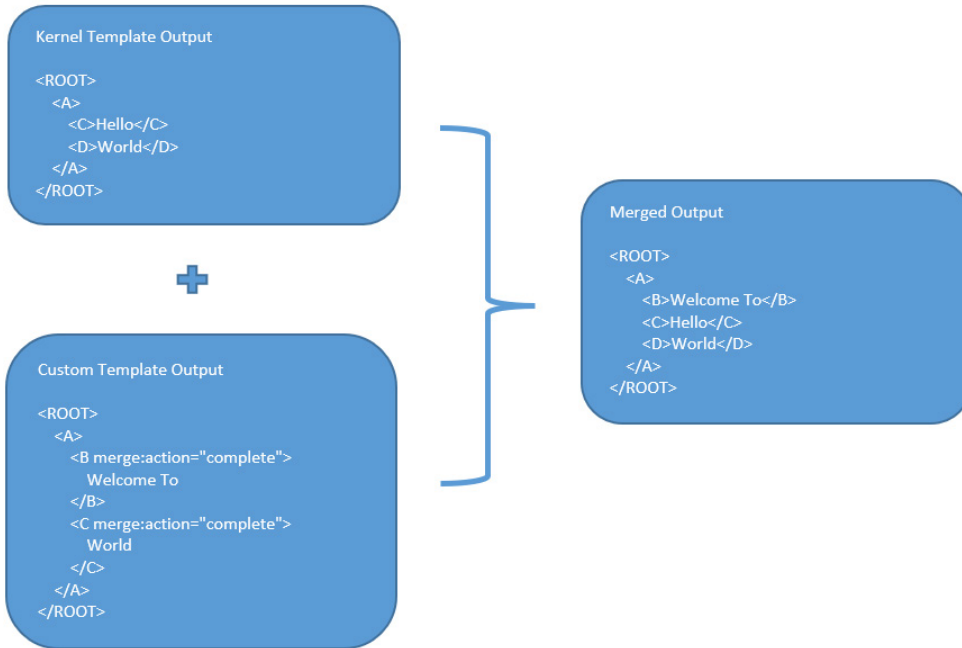 Kernel Template Output
<ROOT>
<A>
<C>Hello</C>
<D>World</D>
</A>
</ROOT>
Custom Template Output
<ROOT>
<A>
<B merge:action="complete">
Welcome To
</B>
<C merge:action="complete">
World
</C>
</A>
</ROOT>
Merged Output
<ROOT>
<A>
<B>Welcome To</B>
<C>Hello</C>
<D>World</D>
</A>
</ROOT>